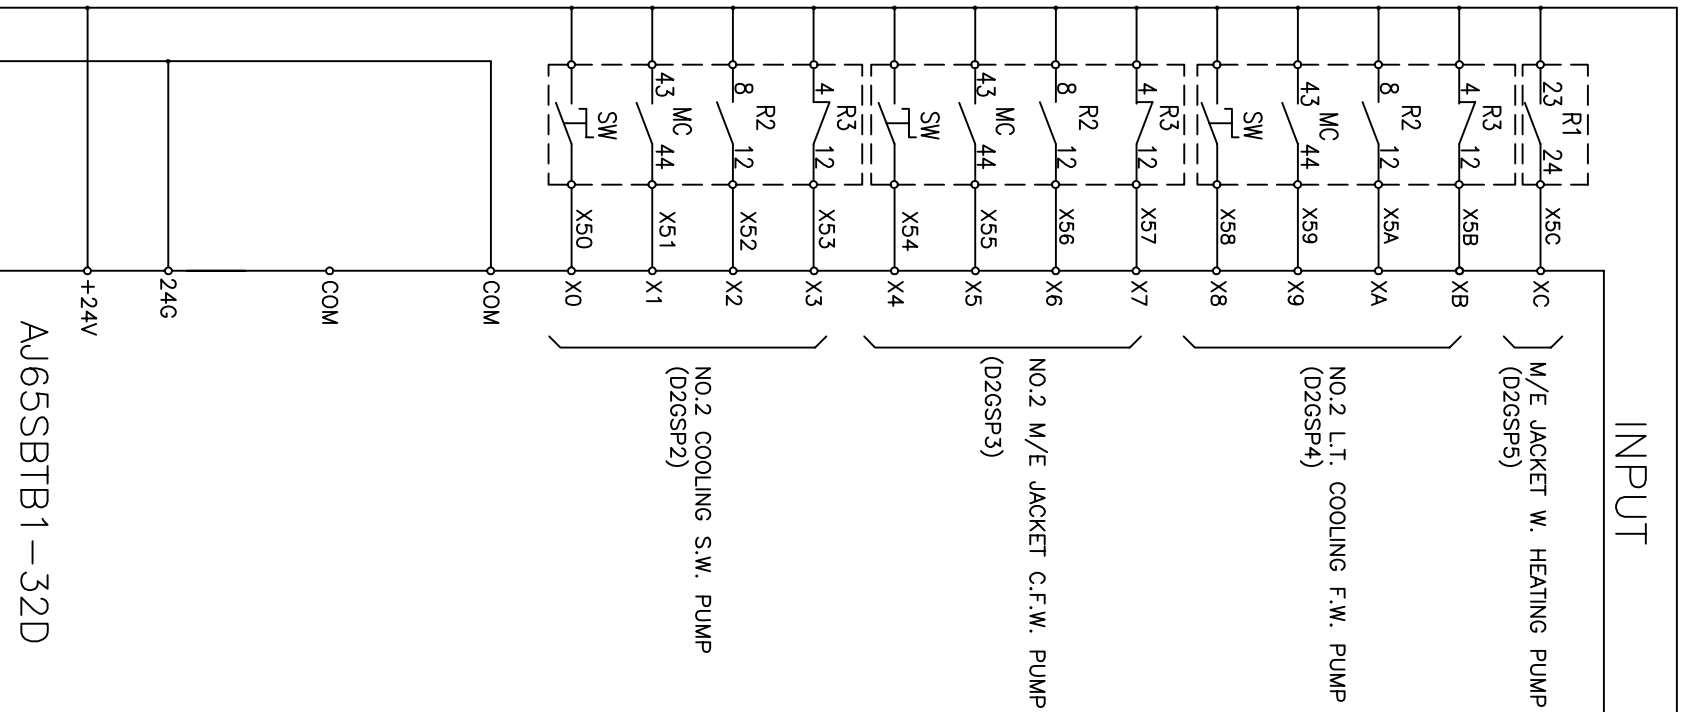 INPUT
23 R1 24
X5C
XC
M/E JACKET W. HEATING PUMP
(D2GSP5)
4 R3 12
X5B
XB
8 R2 12
X5A
XA
43 MC 44
X59
X9
SW
X58
X8
NO.2 L.T. COOLING F.W. PUMP
(D2GSP4)
4 R3 12
X57
X7
8 R2 12
X56
X6
43 MC 44
X55
X5
SW
X54
X4
NO.2 M/E JACKET C.F.W. PUMP
(D2GSP3)
4 R3 12
X53
X3
8 R2 12
X52
X2
43 MC 44
X51
X1
SW
X50
X0
NO.2 COOLING S.W. PUMP
(D2GSP2)
COM
COM
24G
+24V
AJ65SBTB1-32D